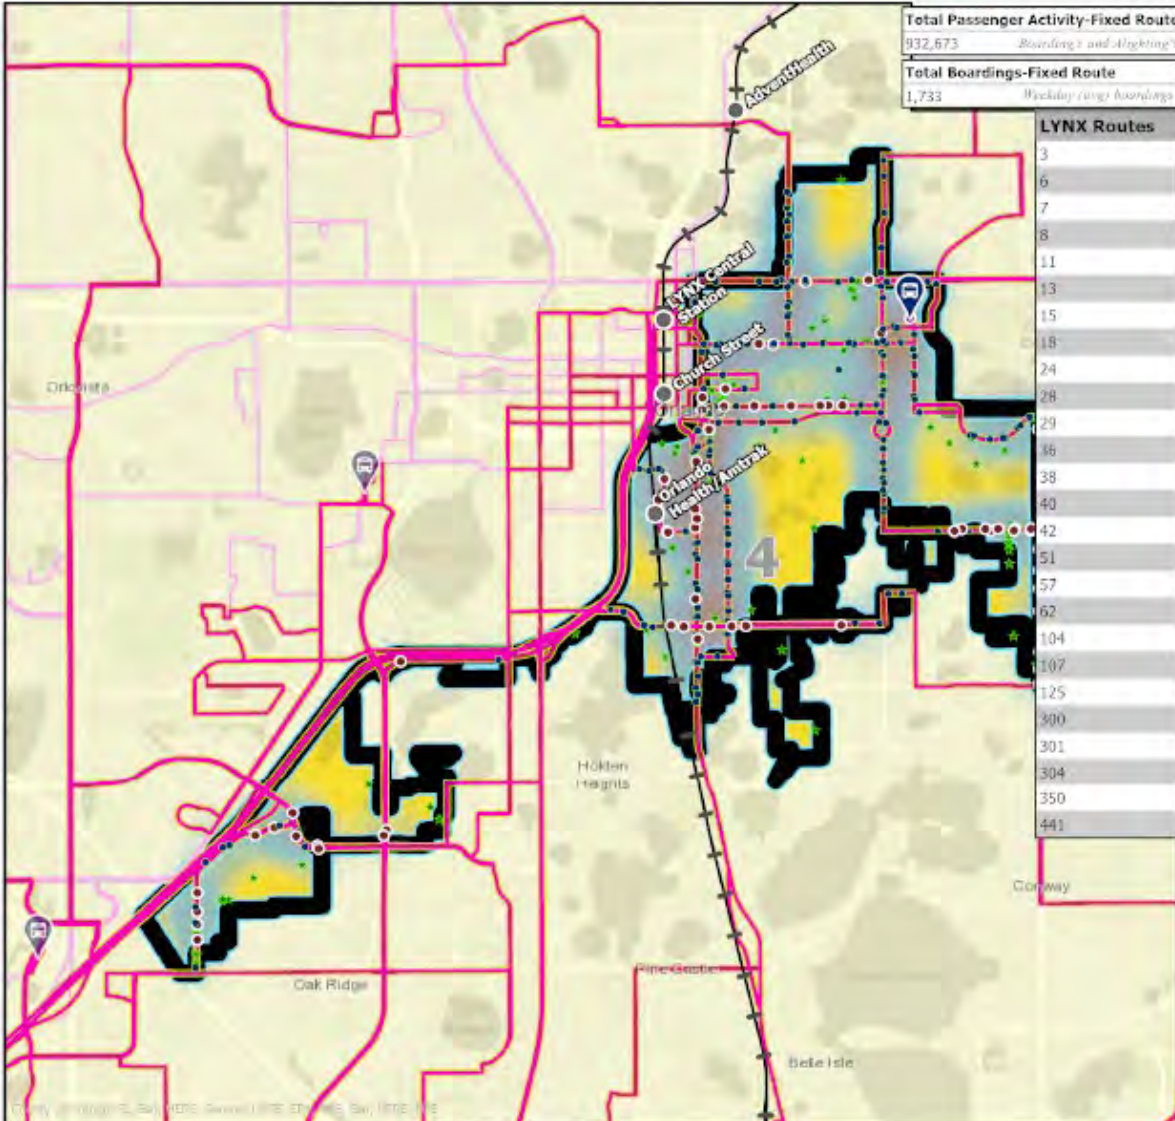 Total Passenger Activity-Fixed Route
932,673 Boardings and Alighting
Total Boardings-Fixed Route
1,733 Weekday (avg) boardings
LYNX Routes
3
6
7
8
11
13
15
18
24
28
29
36
38
40
42
51
57
62
104
107
125
300
301
304
350
441
AdventHealth
LYNX Central
Station
Church Street
Orlando
Orlovista
Orlando
Health/Amtrak
4
Holden
Heights
Conway
Oak Ridge
Pine Castle
Belle Isle